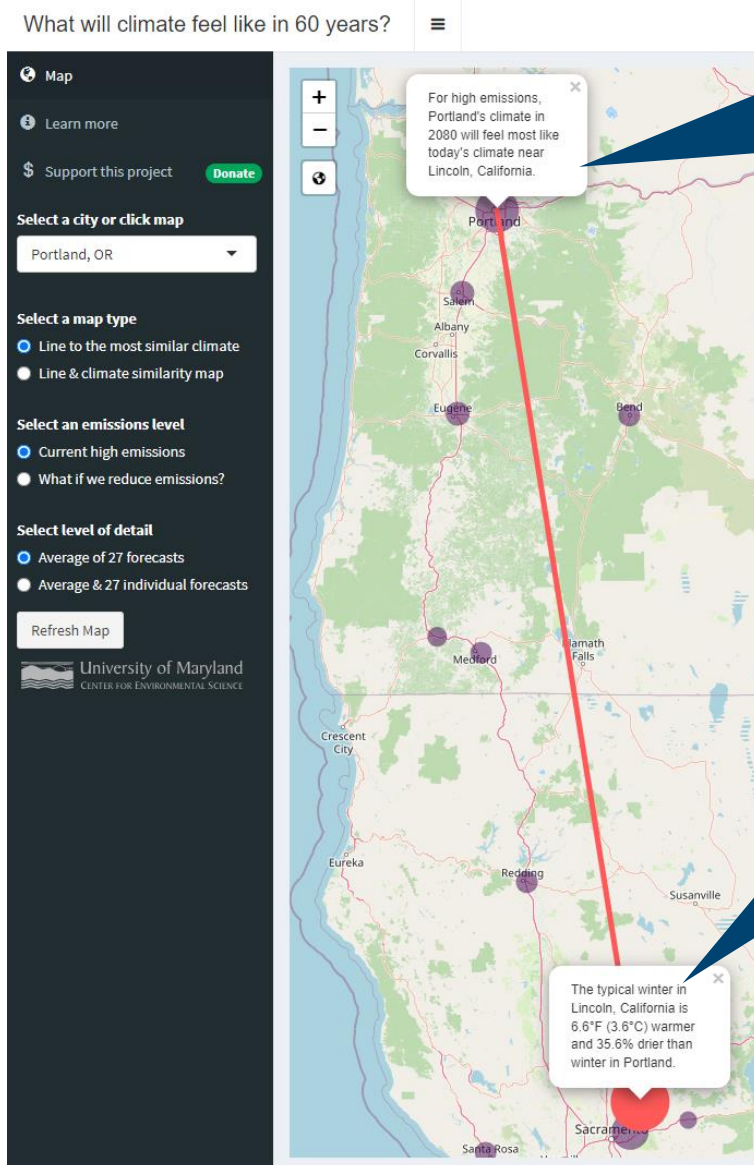 What will climate feel like in 60 years?
Map
Learn more
$ Support this project Donate
Select a city or click map
Portland, OR
Select a map type
Line to the most similar climate
Line & climate similarity map
Select an emissions level
Current high emissions
What if we reduce emissions?
Select level of detail
Average of 27 forecasts
Average & 27 individual forecasts
Refresh Map
University of Maryland
CENTER FOR ENVIRONMENTAL SCIENCE
+
−
For high emissions,
Portland's climate in
2080 will feel most like
today's climate near
Lincoln, California.
×
Portland
Salem
Albany
Corvallis
Eugene
Bend
Medford
lamath
Falls
Crescent
City
Eureka
Redding
Susanville
The typical winter in
Lincoln, California is
6.6°F (3.6°C) warmer
and 35.6% drier than
winter in Portland.
×
Sacramento
Santa Rosa